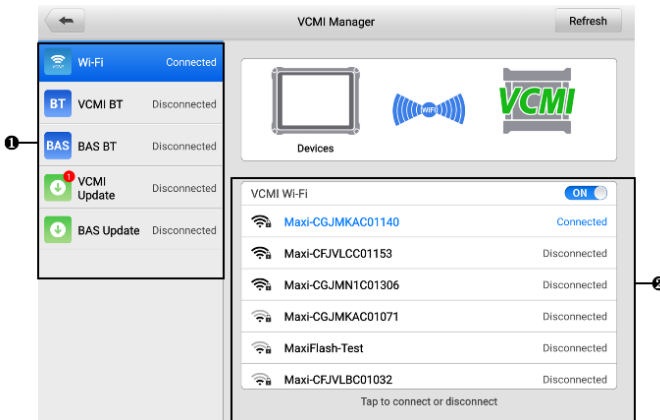 VCMI Manager
Refresh
Wi-Fi Connected
BT VCMI BT Disconnected
BAS BAS BT Disconnected
1 VCMI
Update Disconnected
BAS Update Disconnected
❶
WiFi
VCMI
Devices
VCMI Wi-Fi ON
Maxi-CGJMKAC01140 Connected
Maxi-CFJVLCC01153 Disconnected
Maxi-CGJMN1C01306 Disconnected
Maxi-CGJMKAC01071 Disconnected
MaxiFlash-Test Disconnected
Maxi-CFJVLBC01032 Disconnected
Tap to connect or disconnect
❷